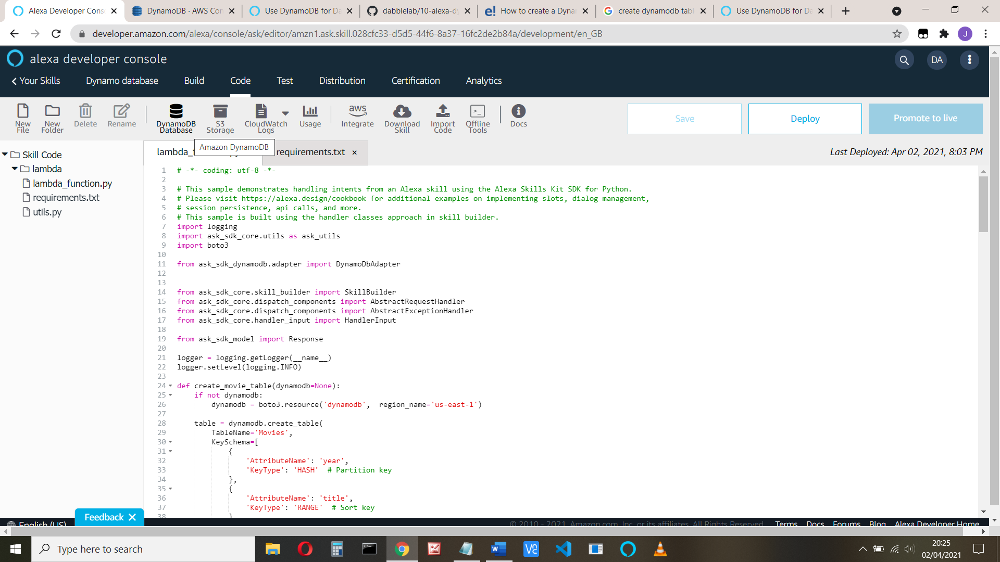 Alexa Developer Cons
DynamoDB · AWS Con
Use DynamoDB for Da
dabblelab/10-alexa-dy
e! How to create a Dynar
create dynamodb tabl
Use DynamoDB for Da
developer.amazon.com/alexa/console/ask/editor/amzn1.ask.skill.028cfc33-d5d5-44f6-8a37-16fc2de2b84a/development/en_GB
J
alexa developer console
DA
Your Skills
Dynamo database
Build
Code
Test
Distribution
Certification
Analytics
New File
New Folder
Delete
Rename
DynamoDB Database
S3 Storage
CloudWatch Logs
Usage
aws
Integrate
Download Skill
Import Code
Offline Tools
Docs
Save
Deploy
Promote to live
Amazon DynamoDB
lambda_f
requirements.txt
Last Deployed: Apr 02, 2021, 8:03 PM
Skill Code
lambda
lambda_function.py
requirements.txt
utils.py
1 # -*- coding: utf-8 -*-
2
3 # This sample demonstrates handling intents from an Alexa skill using the Alexa Skills Kit SDK for Python.
4 # Please visit https://alexa.design/cookbook for additional examples on implementing slots, dialog management,
5 # session persistence, api calls, and more.
6 # This sample is built using the handler classes approach in skill builder.
7 import logging
8 import ask_sdk_core.utils as ask_utils
9 import boto3
10
11 from ask_sdk_dynamodb.adapter import DynamoDbAdapter
12
13
14 from ask_sdk_core.skill_builder import SkillBuilder
15 from ask_sdk_core.dispatch_components import AbstractRequestHandler
16 from ask_sdk_core.dispatch_components import AbstractExceptionHandler
17 from ask_sdk_core.handler_input import HandlerInput
18
19 from ask_sdk_model import Response
20
21 logger = logging.getLogger(__name__)
22 logger.setLevel(logging.INFO)
23
24 def create_movie_table(dynamodb=None):
25 if not dynamodb:
26 dynamodb = boto3.resource('dynamodb',  region_name='us-east-1')
27
28 table = dynamodb.create_table(
29 TableName='Movies',
30 KeySchema=[
31 {
32 'AttributeName': 'year',
33 'KeyType': 'HASH'  # Partition key
34 },
35 {
36 'AttributeName': 'title',
37 'KeyType': 'RANGE'  # Sort key
38 }
Feedback
English (US)
© 2010 - 2021, Amazon.com, Inc. or its affiliates. All Rights Reserved.
Terms
Docs
Forums
Blog
Alexa Developer Home
Type here to search
20:25
02/04/2021